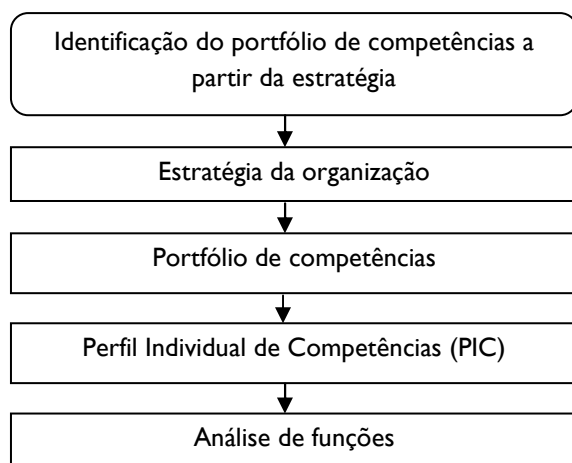 Identificação do portfólio de competências a
partir da estratégia
Estratégia da organização
Portfólio de competências
Perfil Individual de Competências (PIC)
Análise de funções